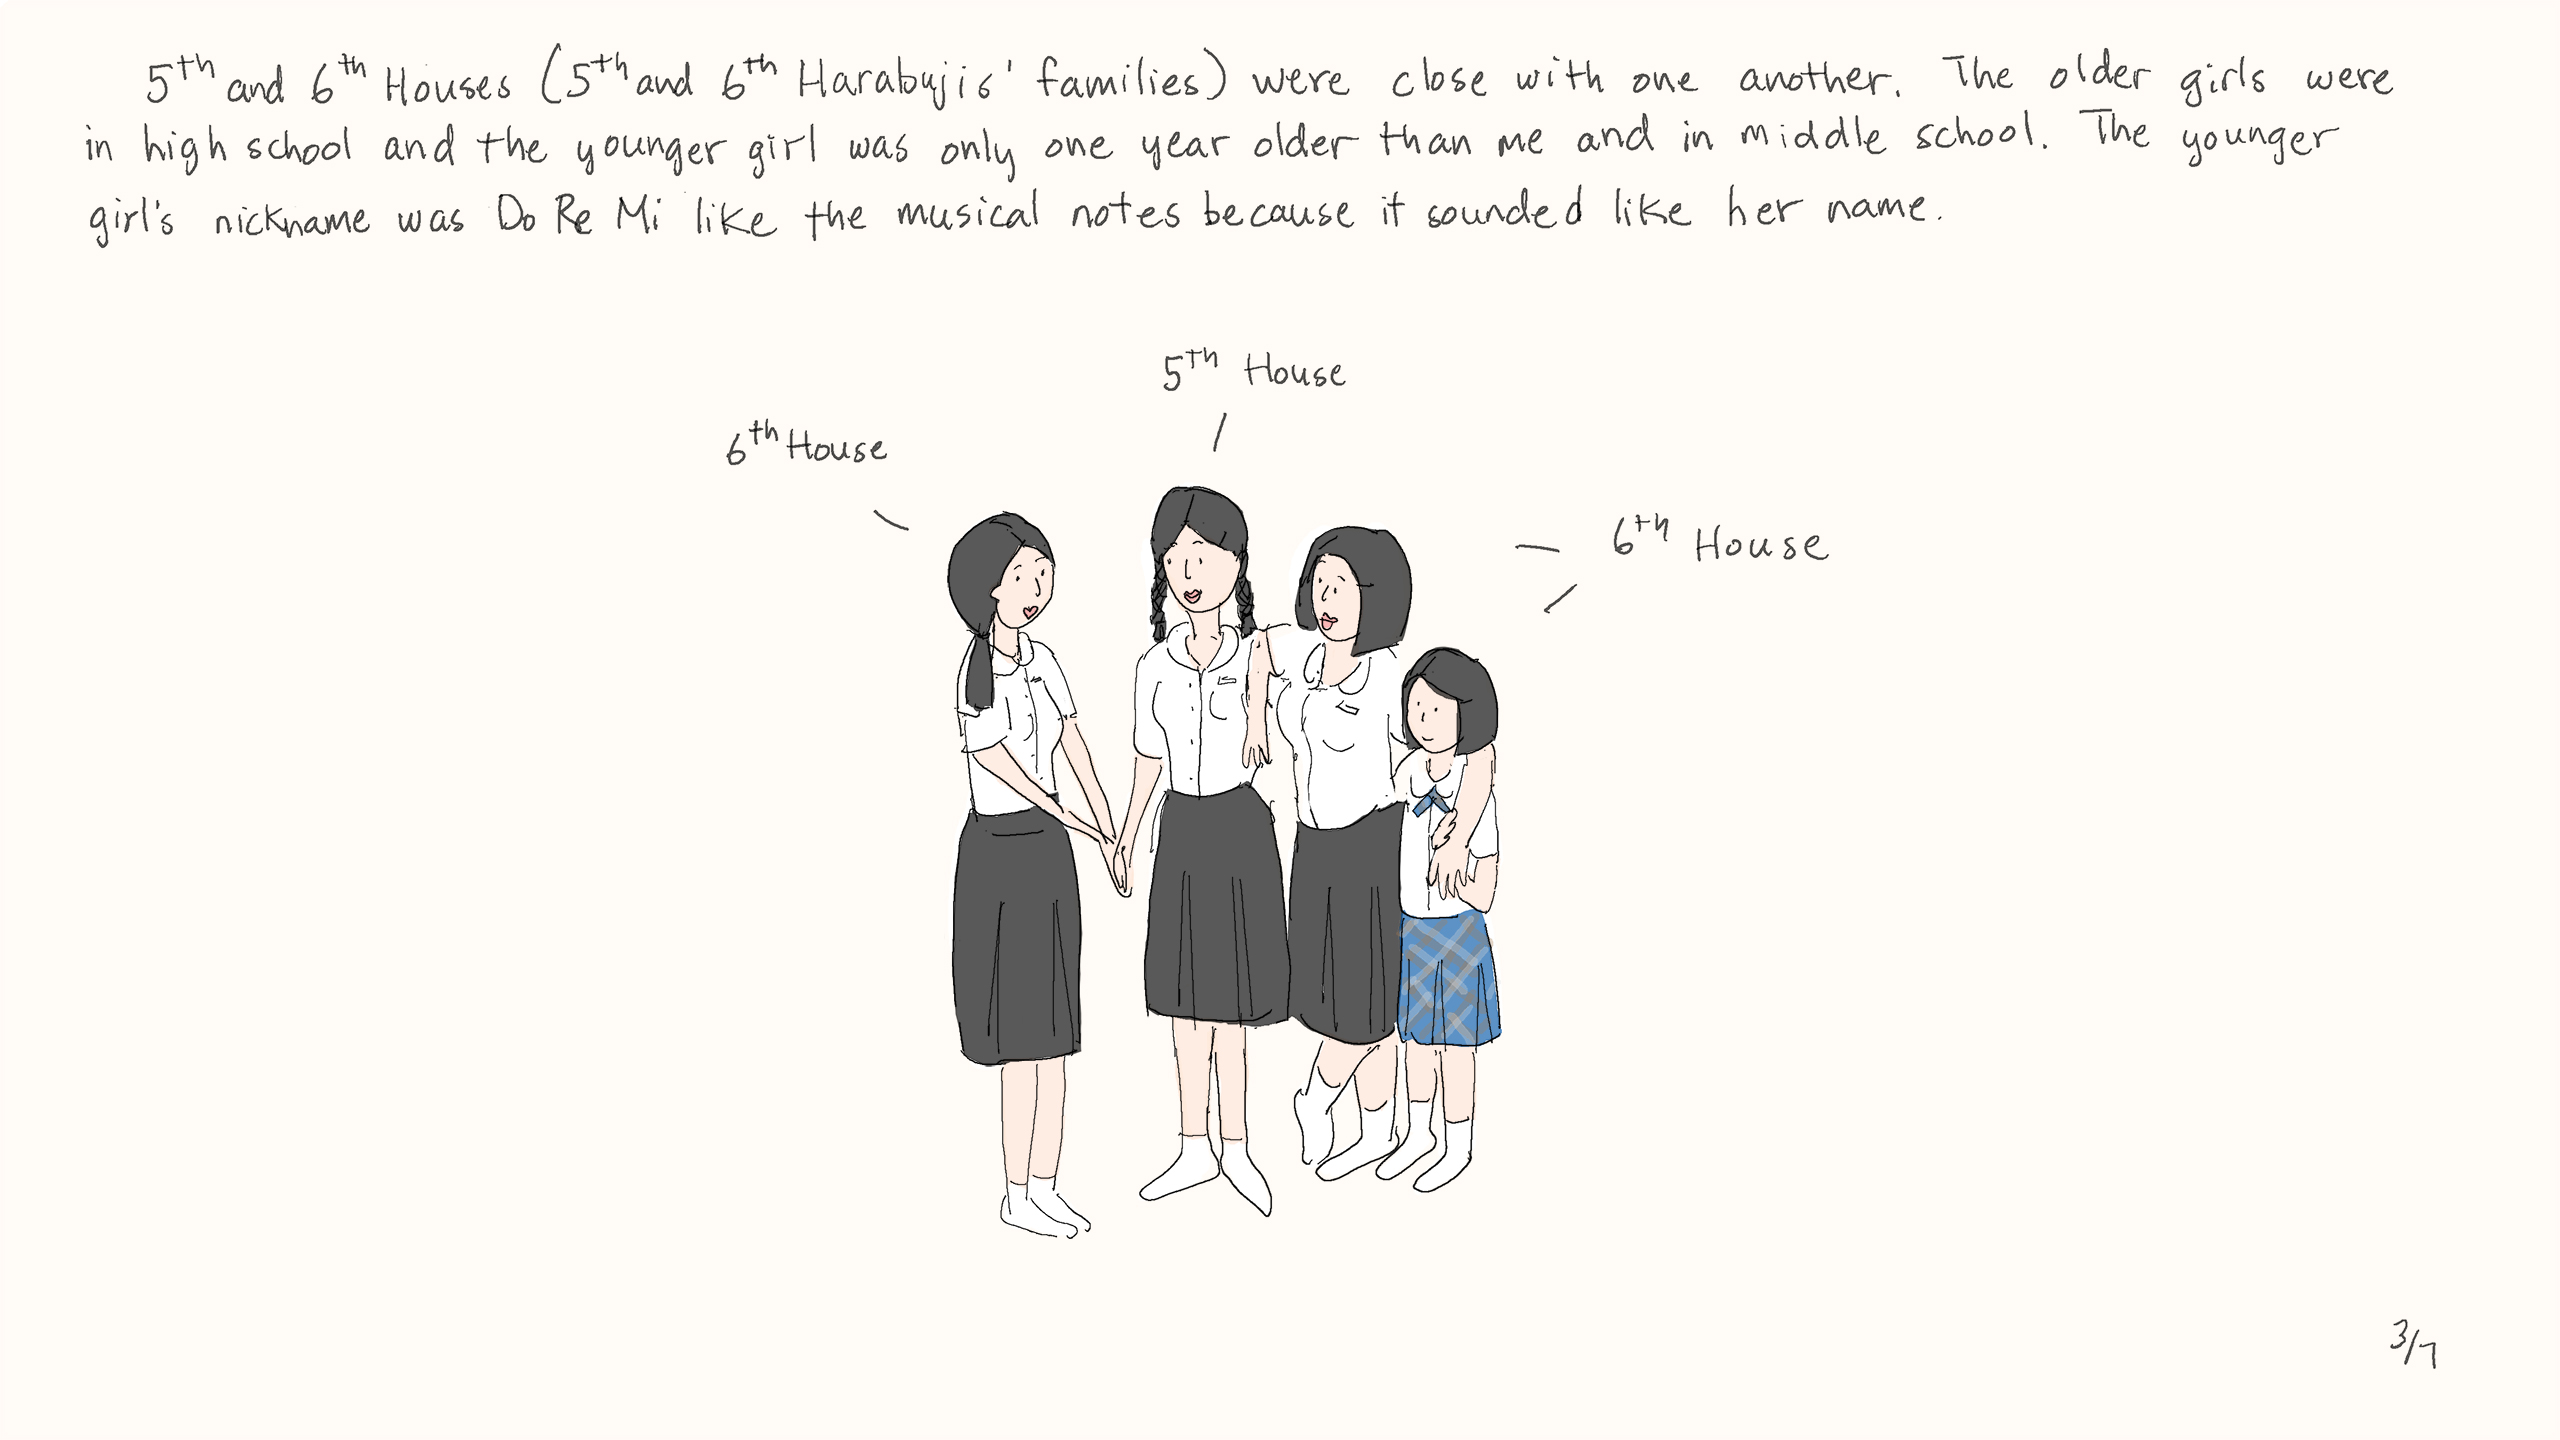 5th and 6th Houses (5th and 6th Harabujis' families) were close with one another. The older girls were
in high school and the younger girl was only one year older than me and in middle school. The younger
girl's nickname was Do Re Mi like the musical notes because it sounded like her name.
5th House
6th House
6th House
3/7